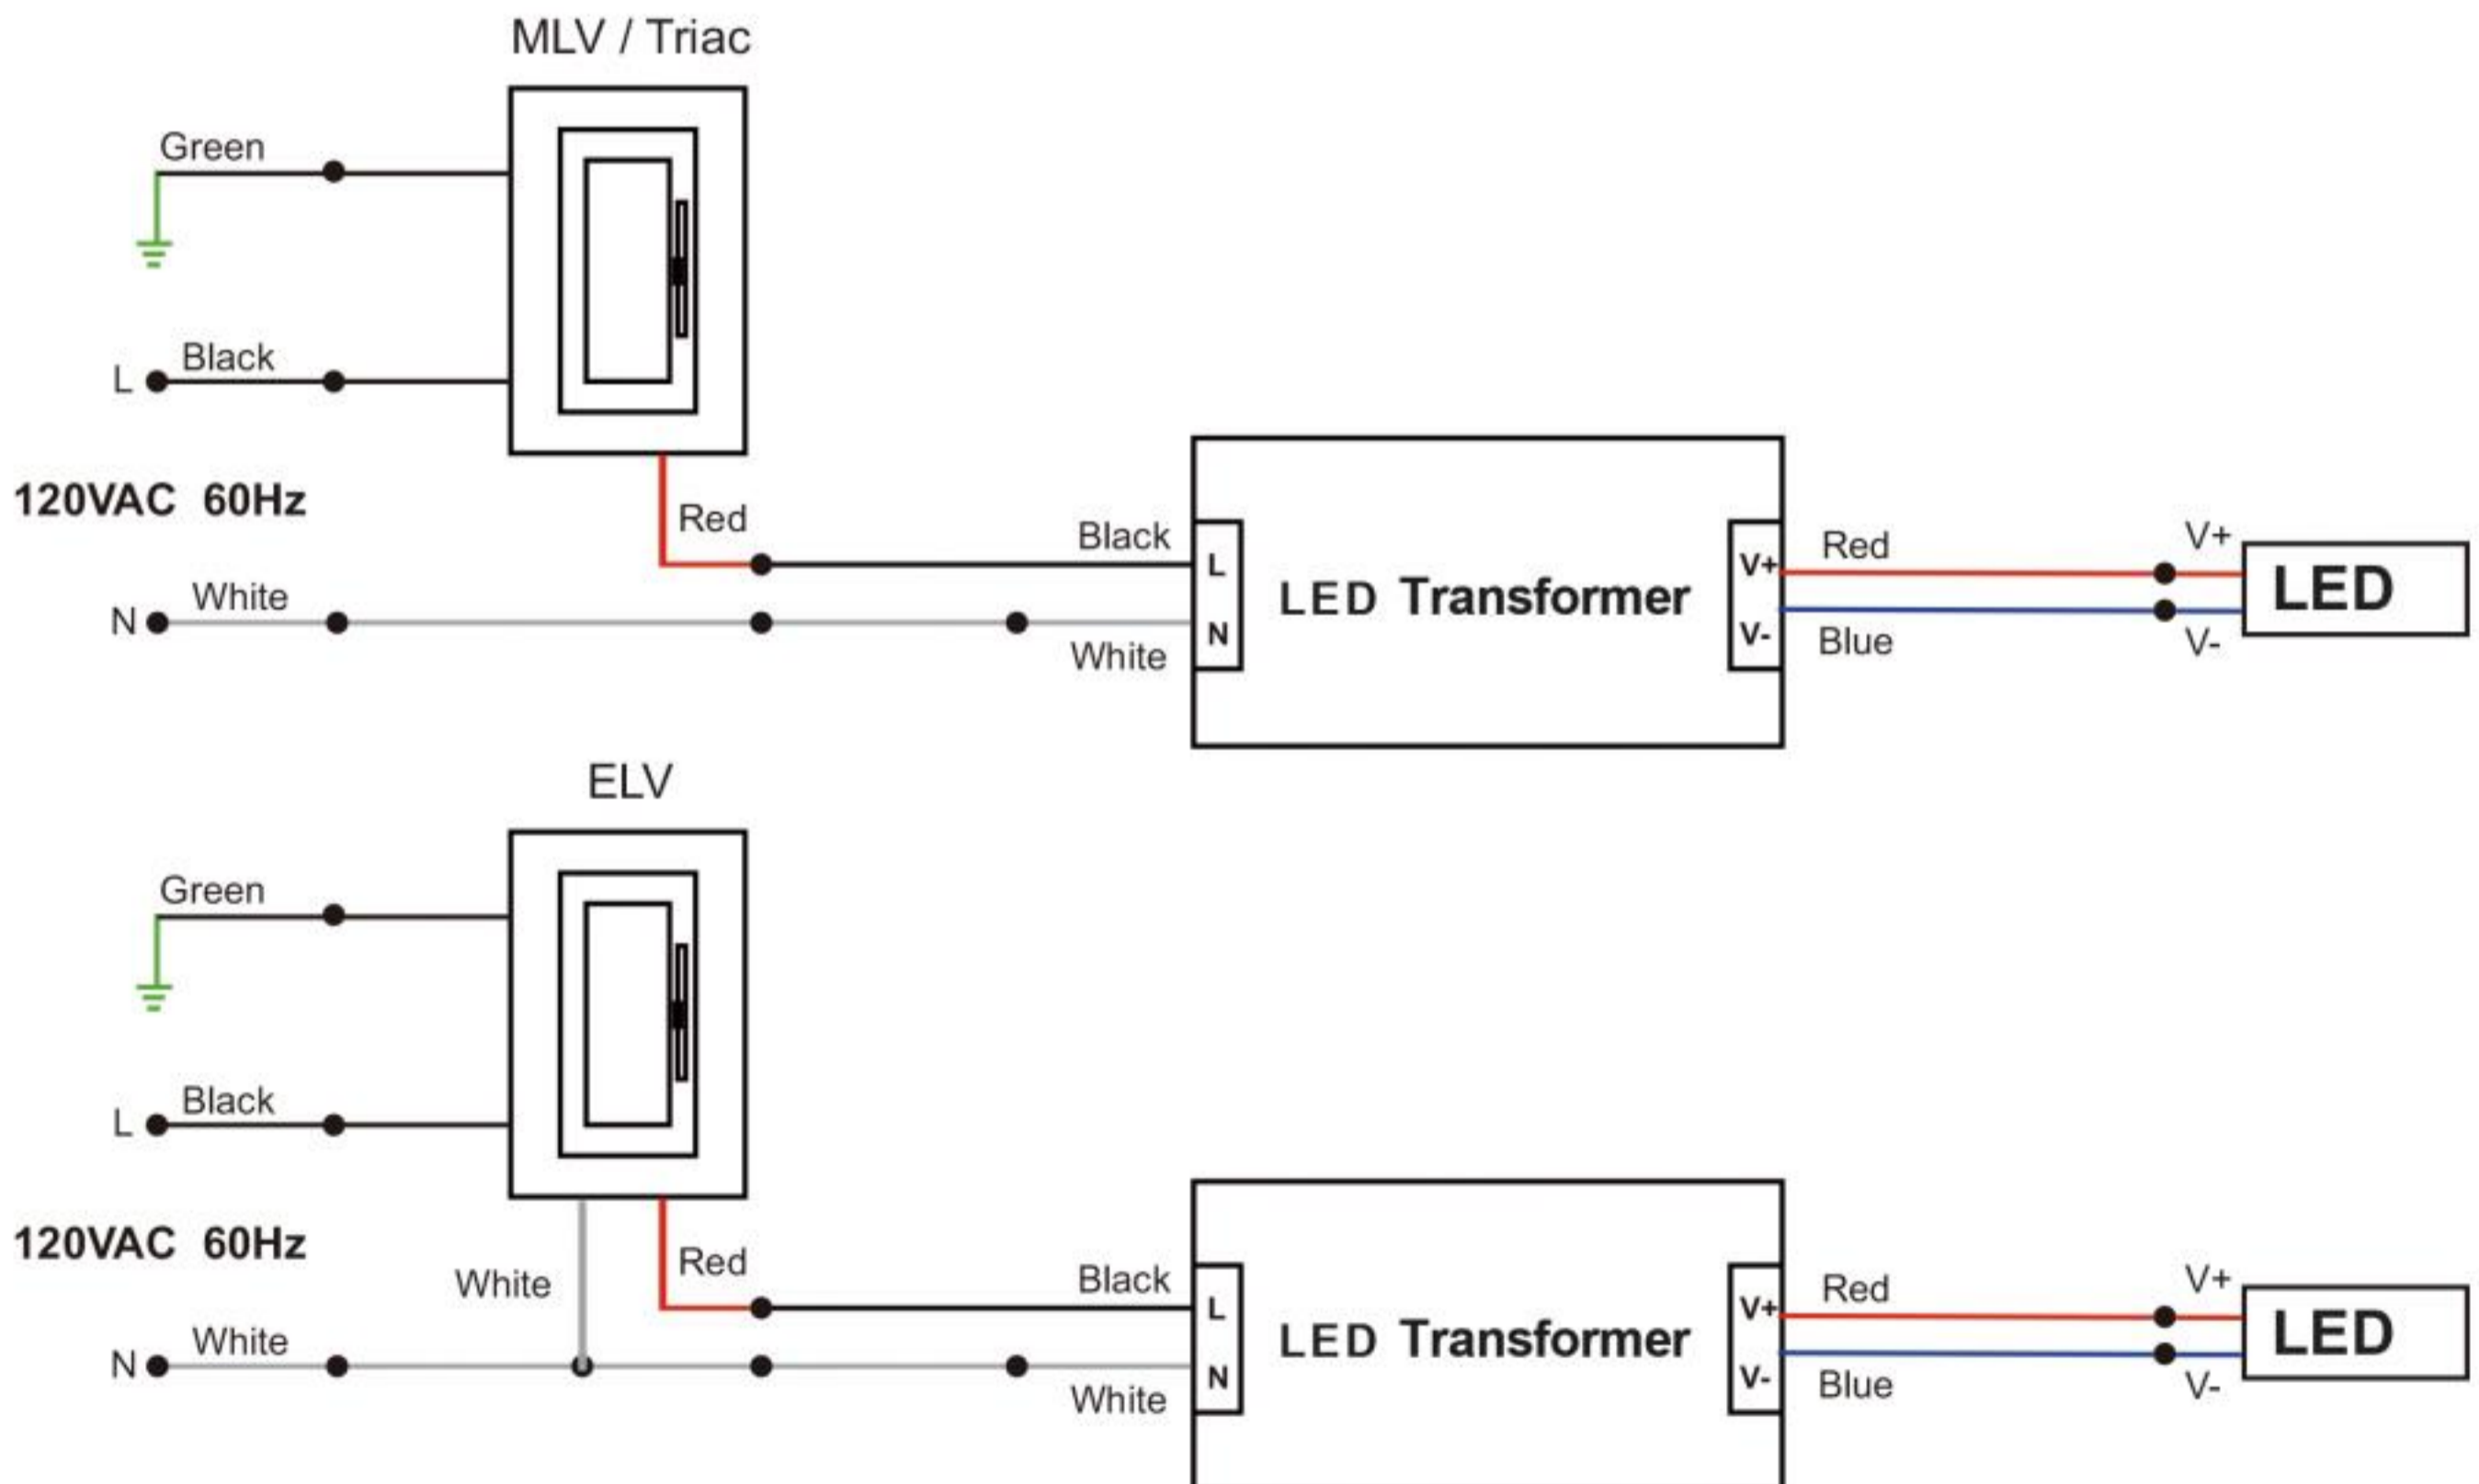 MLV / Triac
Green
L Black
120VAC 60Hz
Red
Black
N White
White
L
N
LED Transformer
V+
V-
Red
Blue
V+
V-
LED
ELV
Green
L Black
120VAC 60Hz
White
Red
Black
N White
White
L
N
LED Transformer
V+
V-
Red
Blue
V+
V-
LED